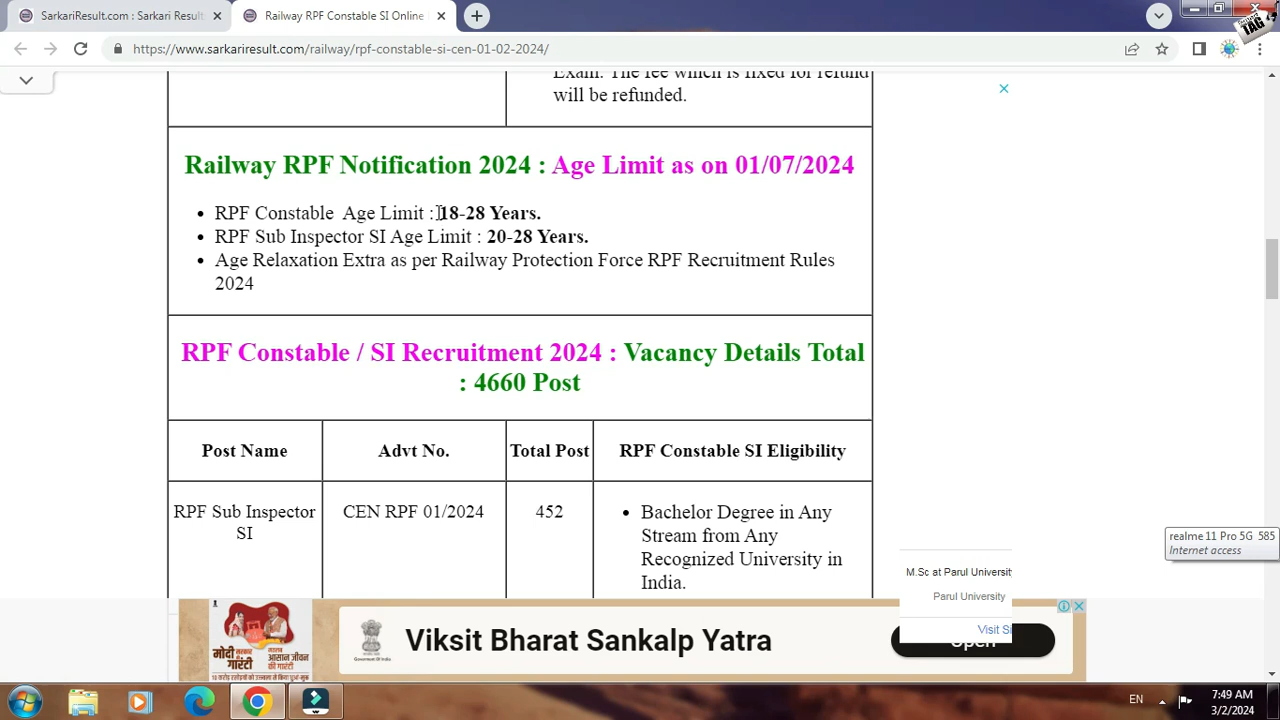 SarkariResult.com : Sarkari Result
Railway RPF Constable SI Online
TAG
https://www.sarkariresult.com/railway/rpf-constable-si-cen-01-02-2024/
Exam. The fee which is fixed for refund
will be refunded.
Railway RPF Notification 2024 : Age Limit as on 01/07/2024
RPF Constable Age Limit : 18-28 Years.
RPF Sub Inspector SI Age Limit : 20-28 Years.
Age Relaxation Extra as per Railway Protection Force RPF Recruitment Rules
2024
RPF Constable / SI Recruitment 2024 : Vacancy Details Total
: 4660 Post
Post Name
Advt No.
Total Post
RPF Constable SI Eligibility
RPF Sub Inspector
SI
CEN RPF 01/2024
452
Bachelor Degree in Any
Stream from Any
Recognized University in
India.
realme 11 Pro 5G 585
Internet access
M.Sc at Parul University
Parul University
Visit Si
मोदी सरकार
की गारंटी
हमारा संकल्प
Viksit Bharat Sankalp Yatra
Open
EN
7:49 AM
3/2/2024